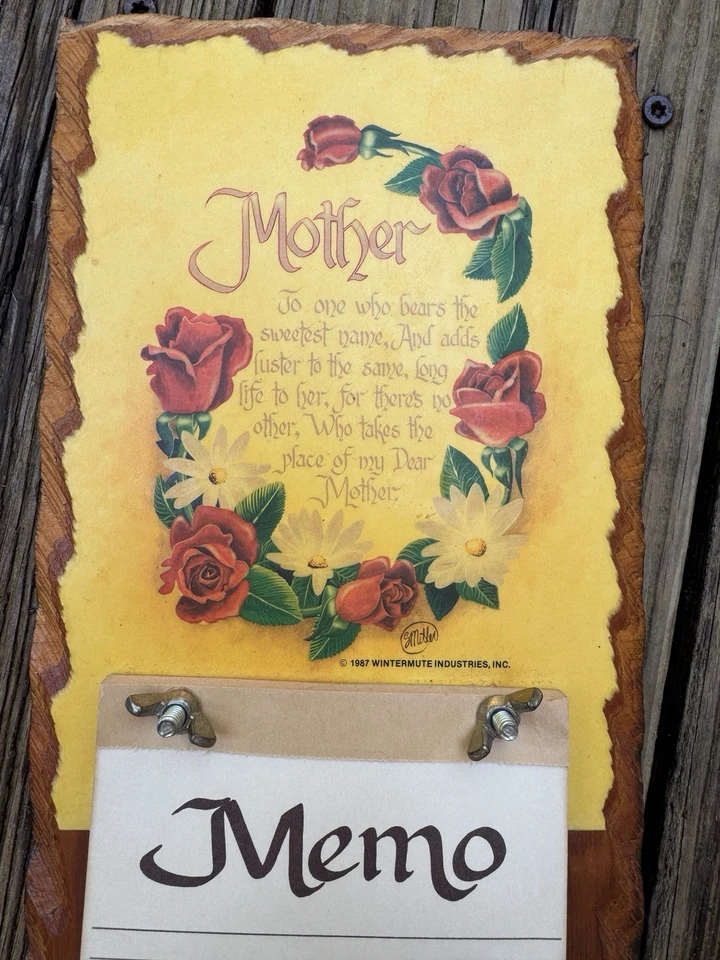 Mother
To one who bears the
sweetest name, And adds
luster to the same, Long
life to her, for there's no
other, Who takes the
place of my Dear
Mother.
SMiller
© 1987 WINTERMUTE INDUSTRIES, INC.
Memo